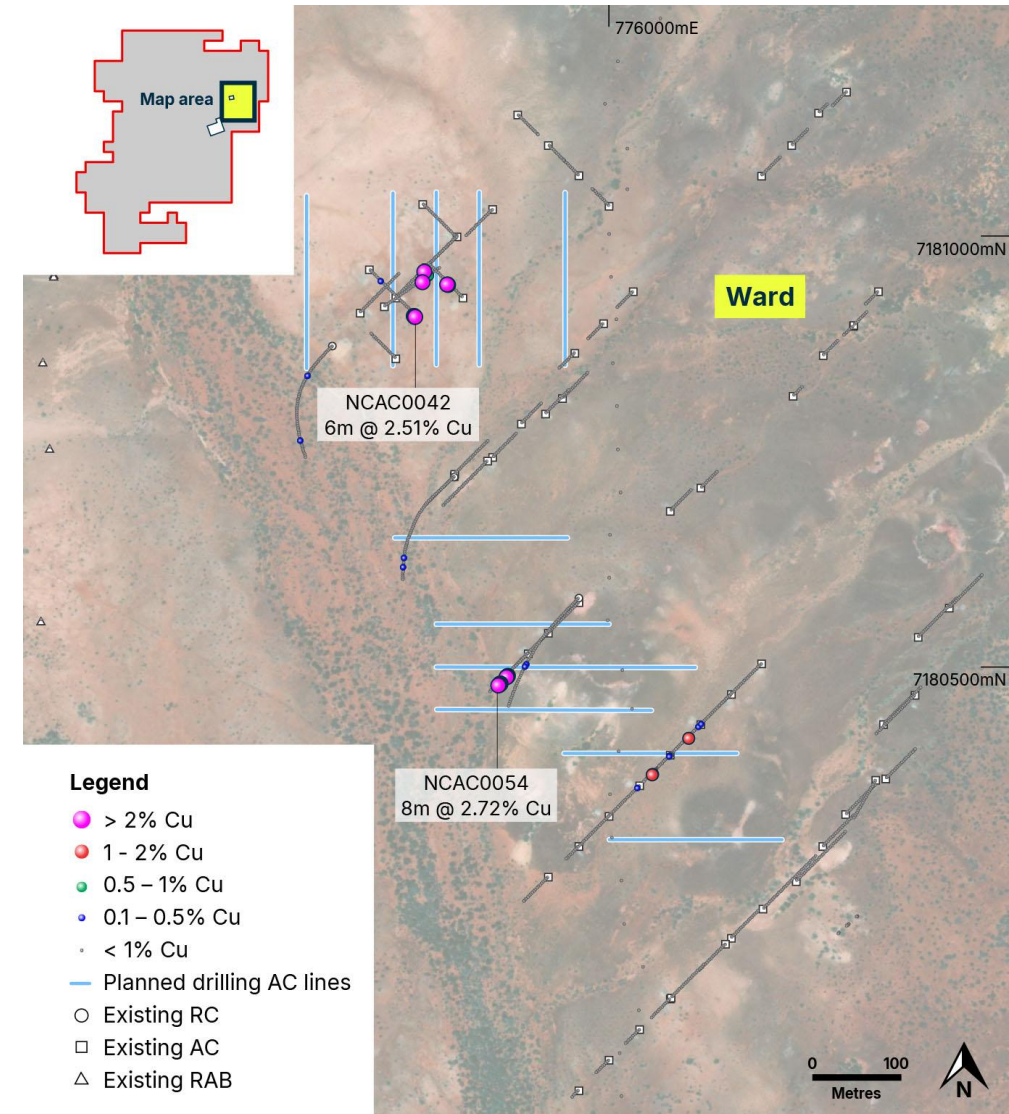 776000mE
Map area
7181000mN
Ward
NCAC0042
6m @ 2.51% Cu
7180500mN
NCAC0054
8m @ 2.72% Cu
Legend
> 2% Cu
1 - 2% Cu
0.5 – 1% Cu
0.1 – 0.5% Cu
< 1% Cu
Planned drilling AC lines
Existing RC
Existing AC
Existing RAB
0 100
Metres
N